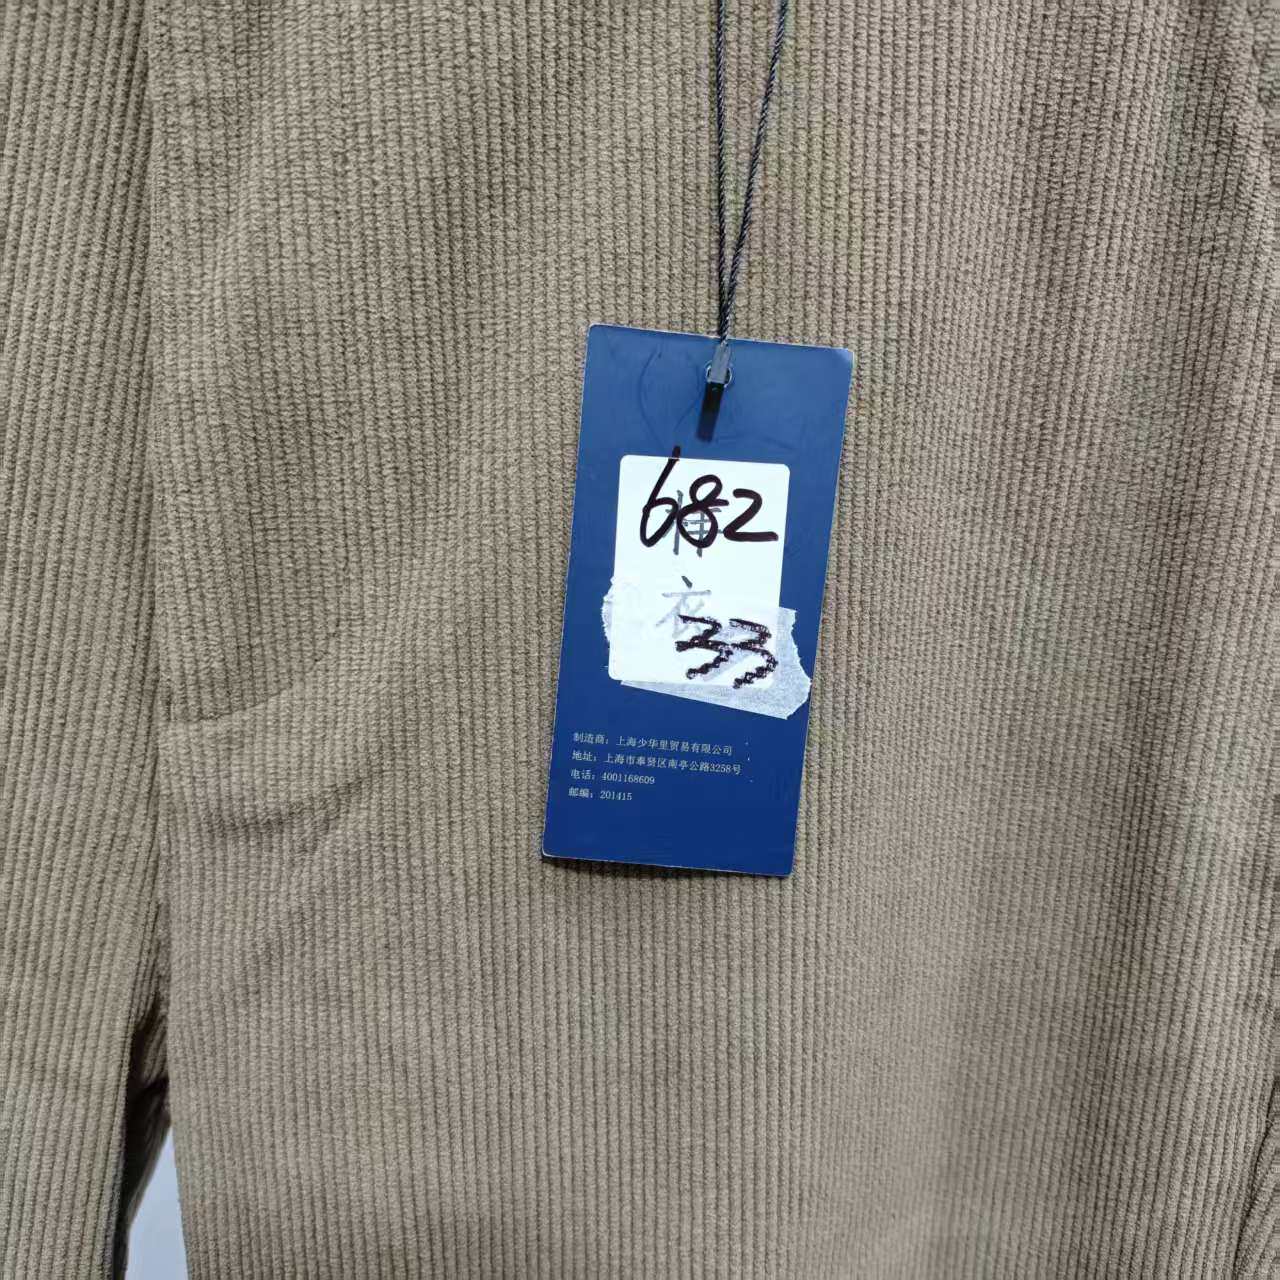 682
样
衣
33
制造商：上海少华里贸易有限公司
地址：上海市奉贤区南亭公路3258号
电话：4001168609
邮编：201415